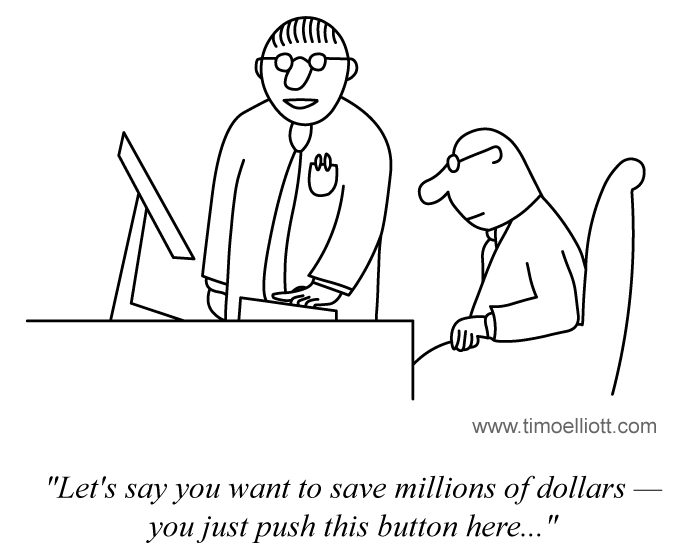 www.timoelliott.com
"Let's say you want to save millions of dollars —
you just push this button here..."